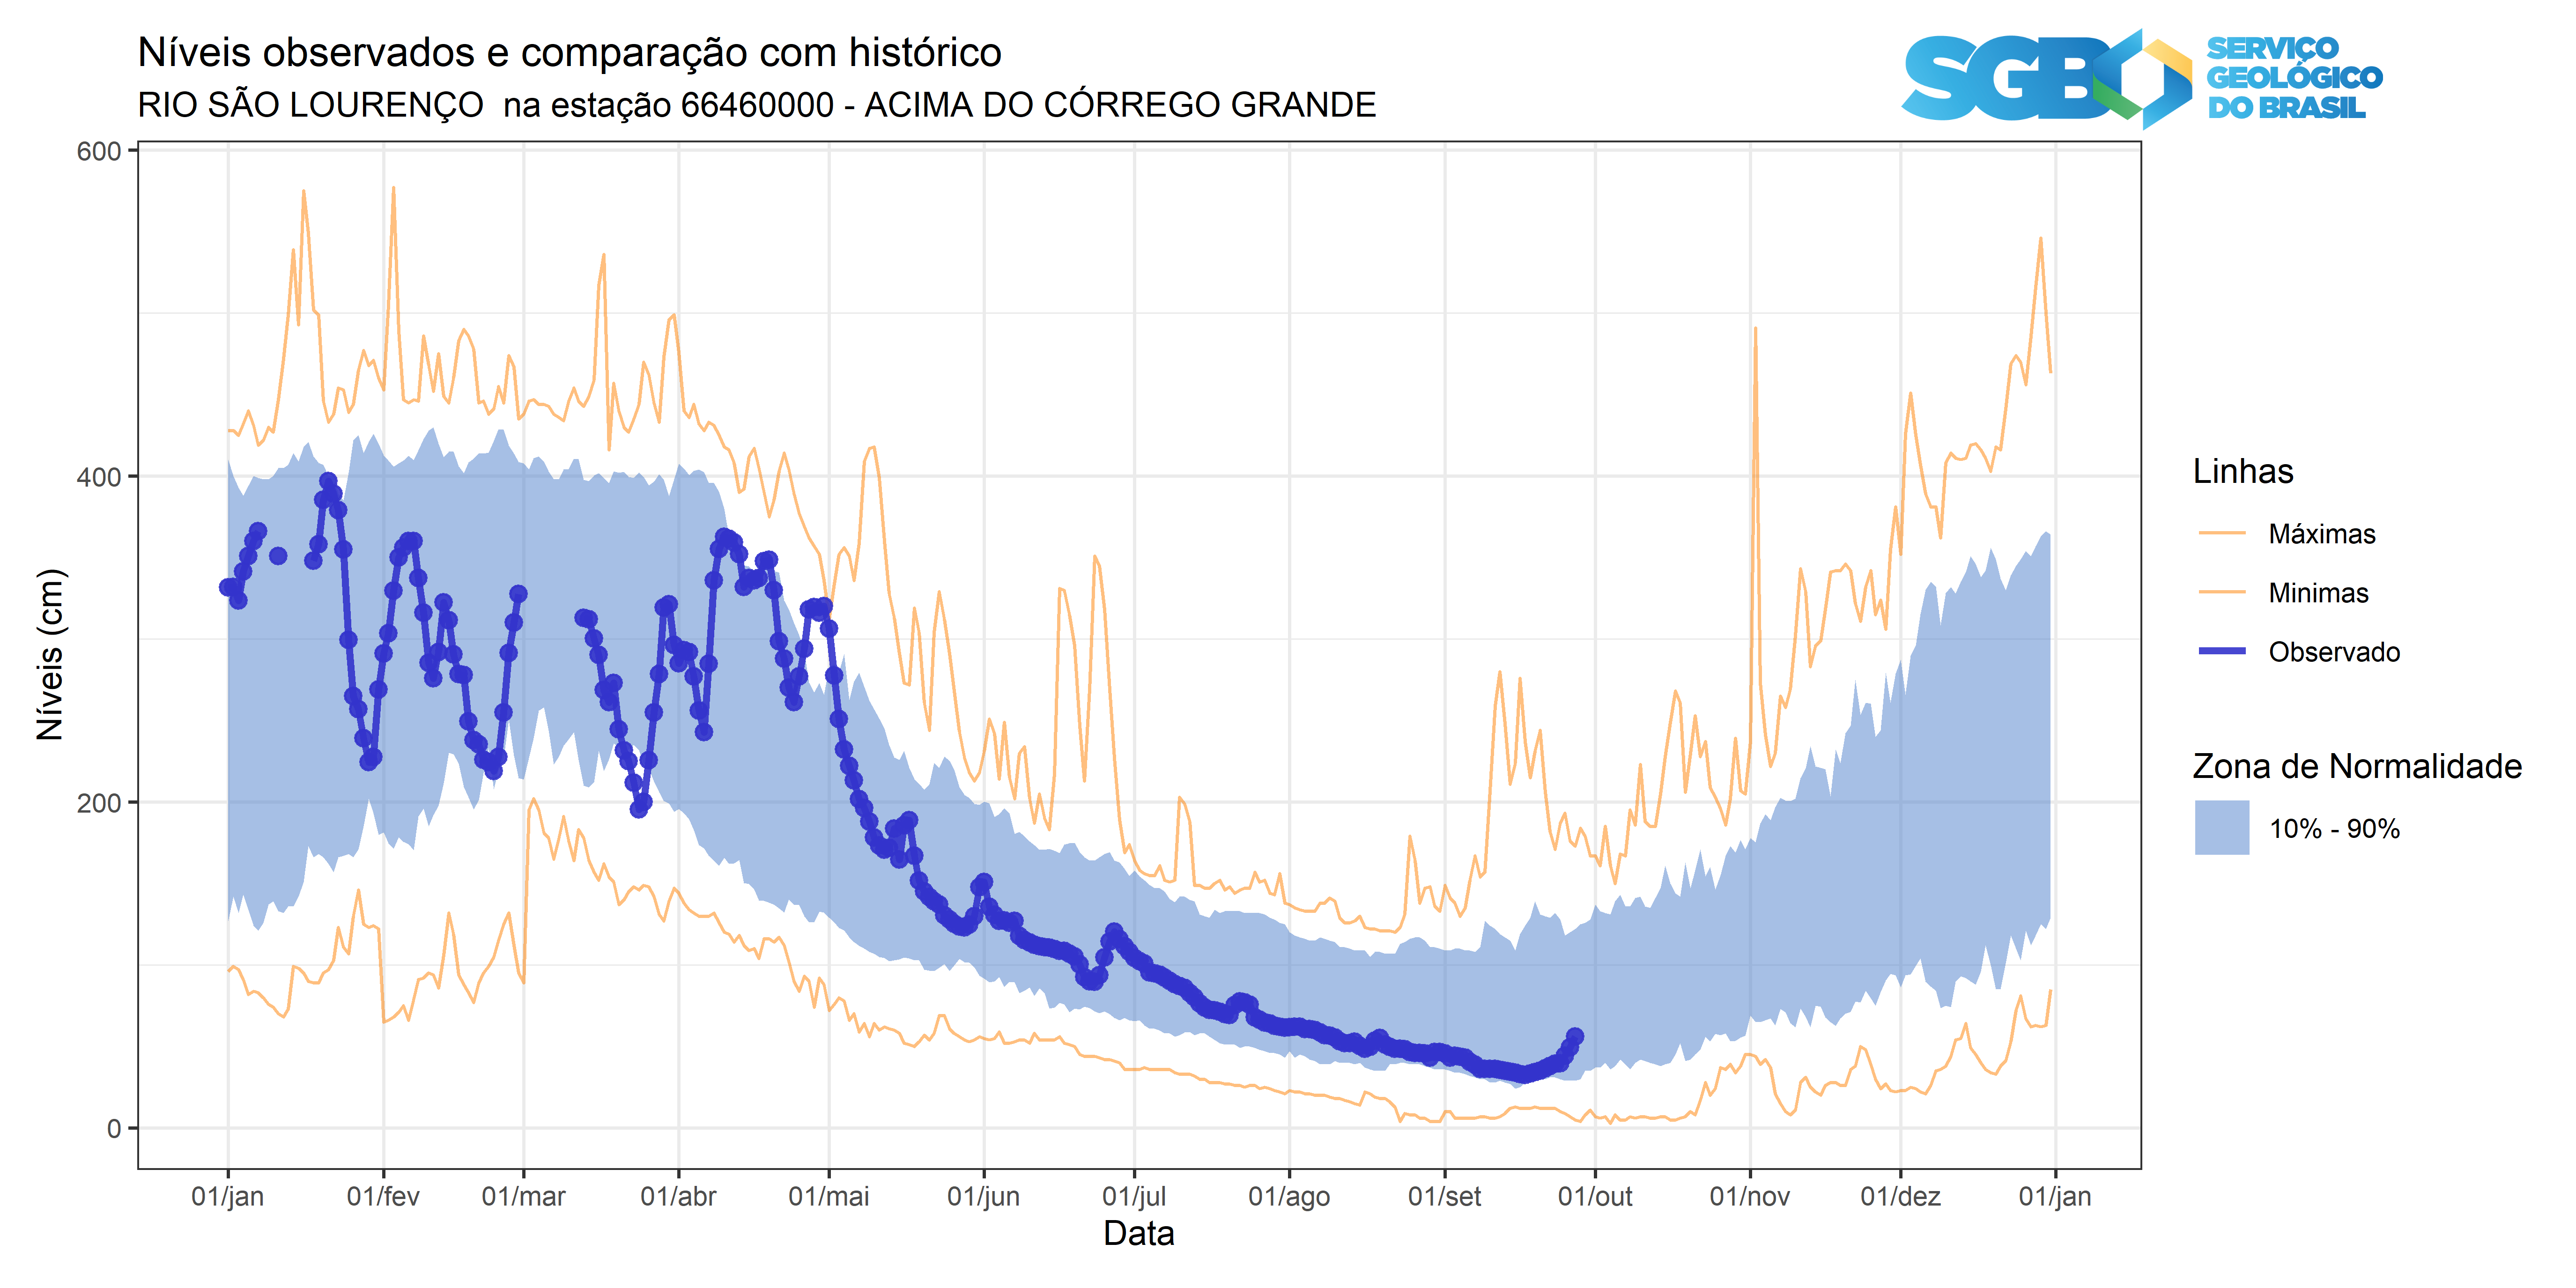 Níveis observados e comparação com histórico
RIO SÃO LOURENÇO  na estação 66460000 - ACIMA DO CÓRREGO GRANDE
SGB
SERVIÇO
GEOLÓGICO
DO BRASIL
600
400
200
0
Níveis (cm)
01/jan 01/fev 01/mar 01/abr 01/mai 01/jun 01/jul 01/ago 01/set 01/out 01/nov 01/dez 01/jan
Data
Linhas
Máximas
Minimas
Observado
Zona de Normalidade
10% - 90%